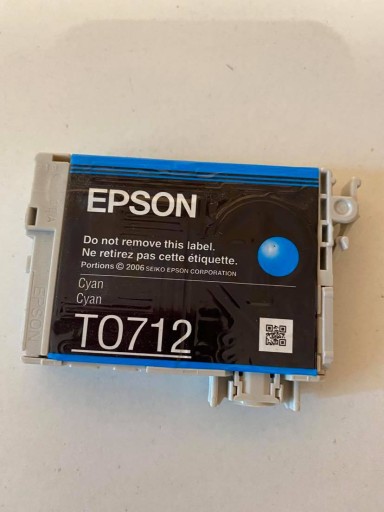 EPSON
Do not remove this label.
Ne retirez pas cette étiquette.
Portions © 2006 SEIKO EPSON CORPORATION
Cyan
Cyan
T0712
EPSON